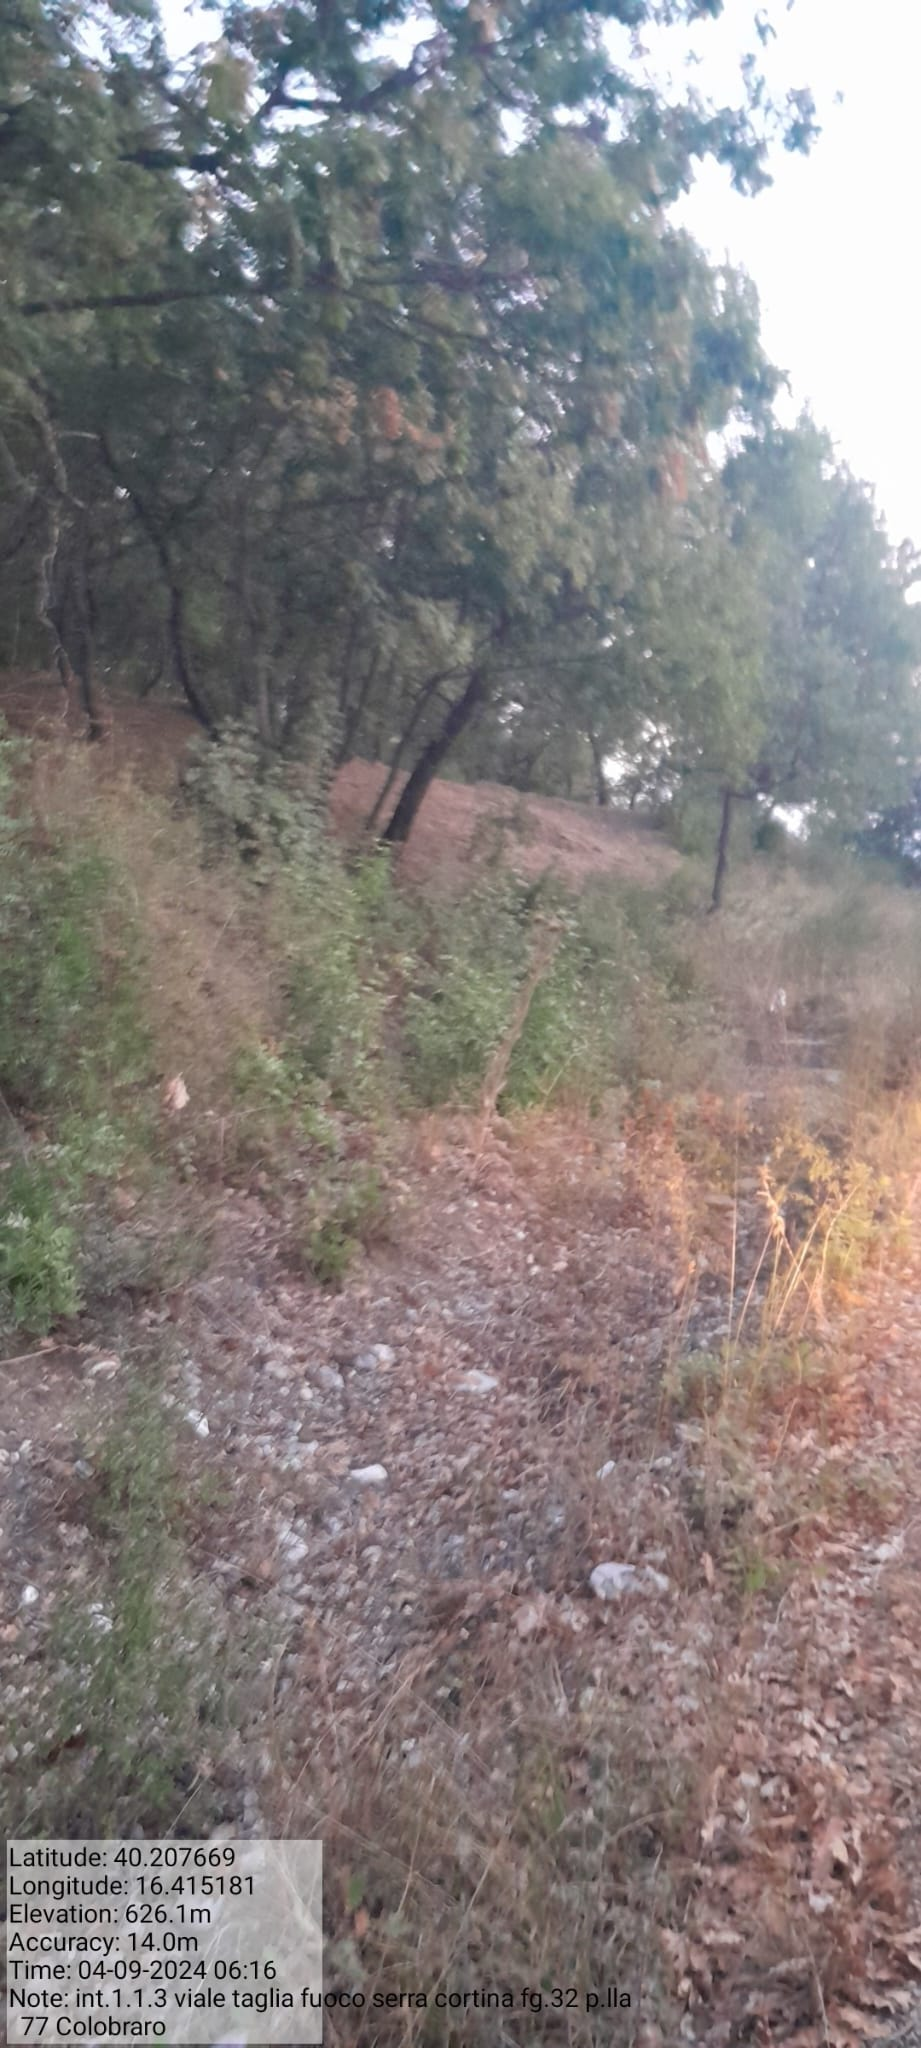 Latitude: 40.207669
Longitude: 16.415181
Elevation: 626.1m
Accuracy: 14.0m
Time: 04-09-2024 06:16
Note: int.1.1.3 viale taglia fuoco serra cortina fg.32 p.lla
77 Colobraro